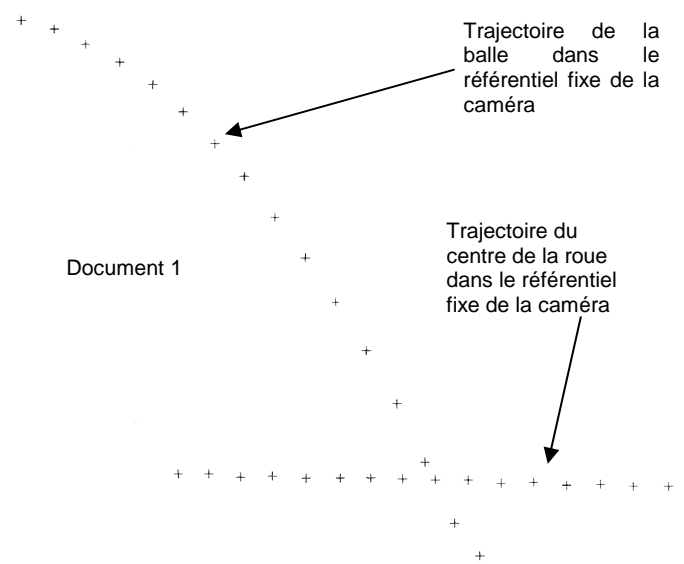 Trajectoire de la
balle dans le
référentiel fixe de la
caméra
Document 1
Trajectoire du
centre de la roue
dans le référentiel
fixe de la caméra